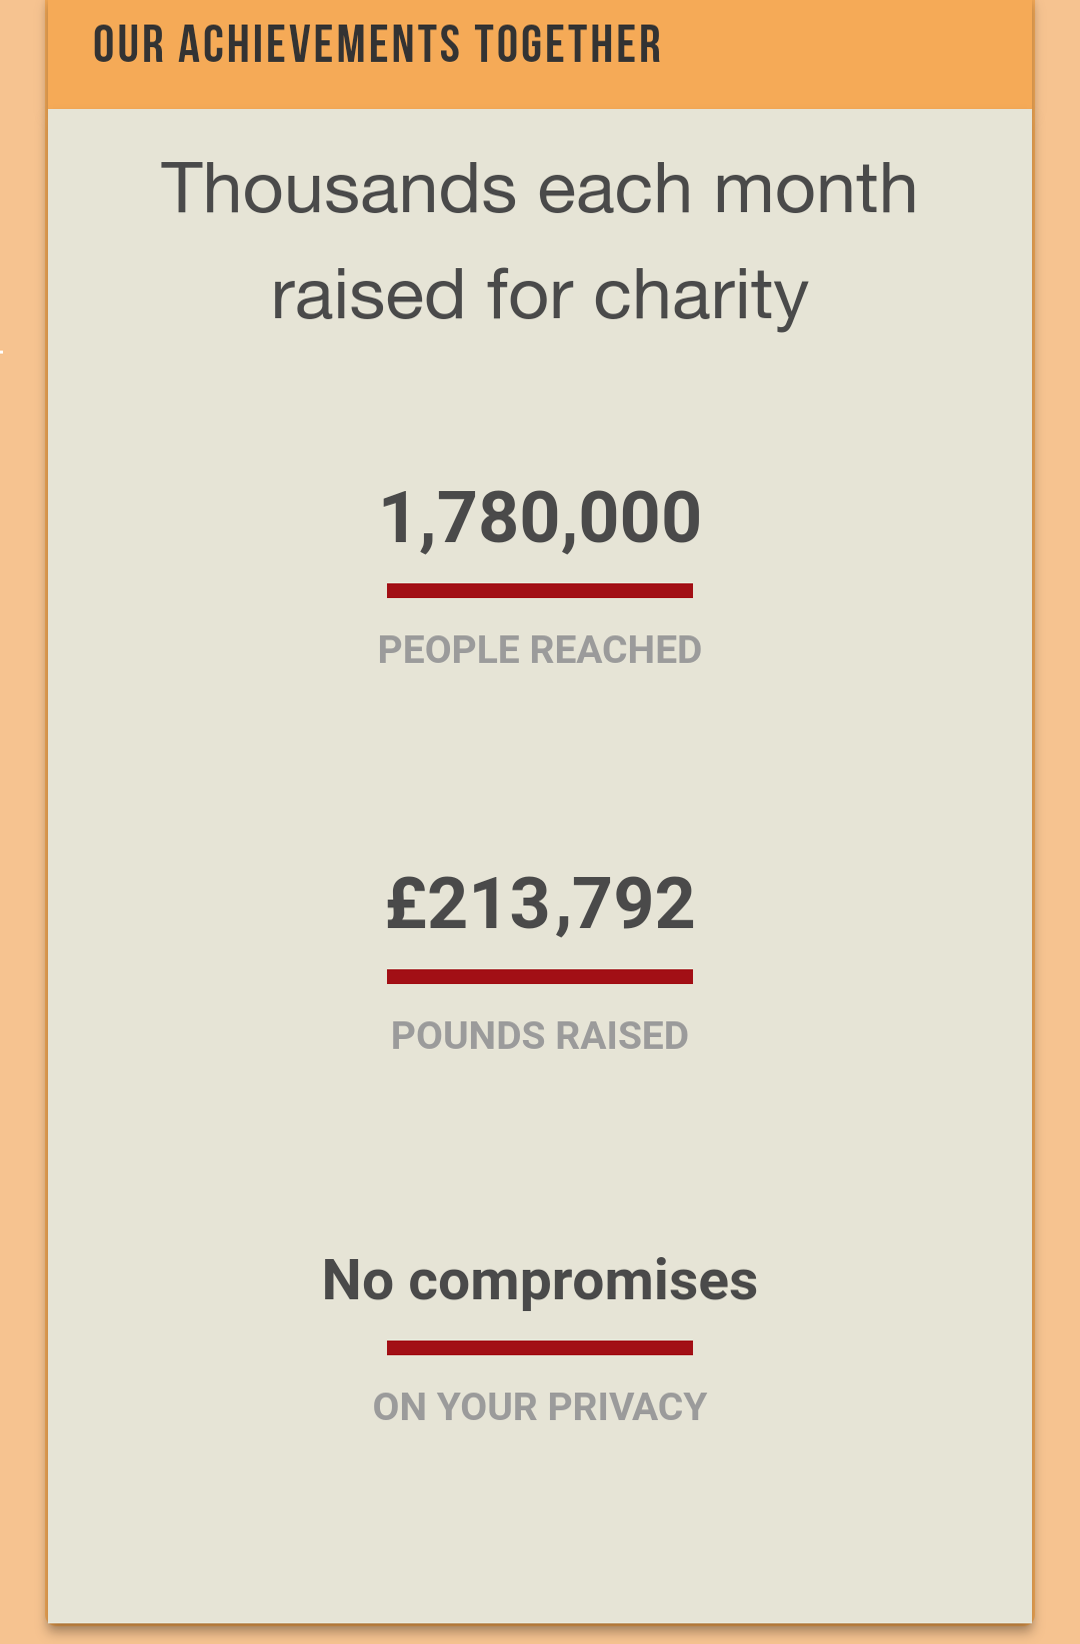 OUR ACHIEVEMENTS TOGETHER
Thousands each month
raised for charity
1,780,000
PEOPLE REACHED
£213,792
POUNDS RAISED
No compromises
ON YOUR PRIVACY